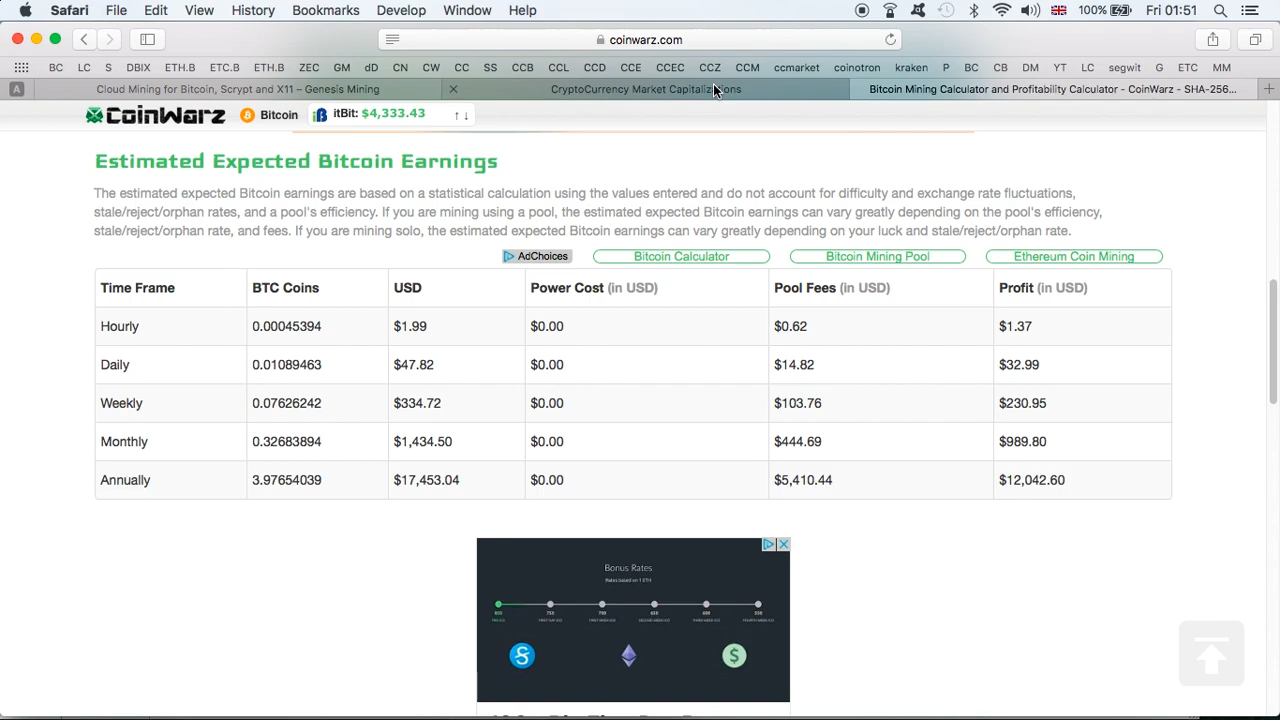 Safari File Edit View History Bookmarks Develop Window Help 100% Fri 01:51
coinwarz.com
BC LC S DBIX ETH.B ETC.B ETH.B ZEC GM dD CN CW CC SS CCB CCL CCD CCE CCEC CCZ CCM ccmarket coinotron kraken P BC CB DM YT LC segwit G ETC MM
A Cloud Mining for Bitcoin, Scrypt and X11 – Genesis Mining CryptoCurrency Market Capitalizations Bitcoin Mining Calculator and Profitability Calculator - CoinWarz - SHA-256...
CoinWarz Bitcoin itBit: $4,333.43 ↑ ↓
Estimated Expected Bitcoin Earnings
The estimated expected Bitcoin earnings are based on a statistical calculation using the values entered and do not account for difficulty and exchange rate fluctuations,
stale/reject/orphan rates, and a pool's efficiency. If you are mining using a pool, the estimated expected Bitcoin earnings can vary greatly depending on the pool's efficiency,
stale/reject/orphan rate, and fees. If you are mining solo, the estimated expected Bitcoin earnings can vary greatly depending on your luck and stale/reject/orphan rate.
AdChoices Bitcoin Calculator Bitcoin Mining Pool Ethereum Coin Mining
Time Frame BTC Coins USD Power Cost (in USD) Pool Fees (in USD) Profit (in USD)
Hourly 0.00045394 $1.99 $0.00 $0.62 $1.37
Daily 0.01089463 $47.82 $0.00 $14.82 $32.99
Weekly 0.07626242 $334.72 $0.00 $103.76 $230.95
Monthly 0.32683894 $1,434.50 $0.00 $444.69 $989.80
Annually 3.97654039 $17,453.04 $0.00 $5,410.44 $12,042.60
Bonus Rates
Rates based on 1 ETH